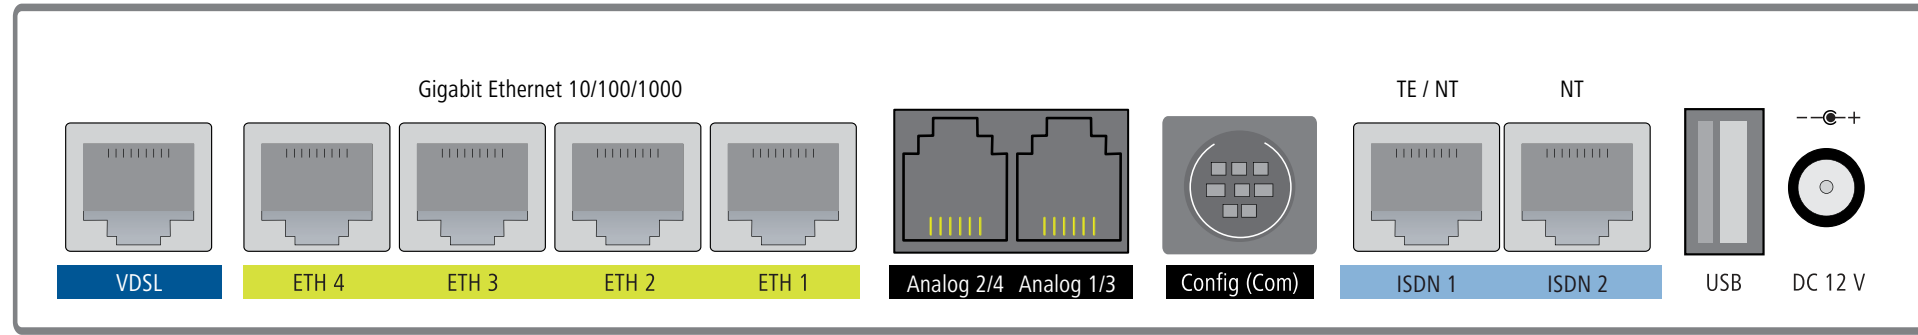 Gigabit Ethernet 10/100/1000
TE / NT
NT
VDSL
ETH 4
ETH 3
ETH 2
ETH 1
Analog 2/4
Analog 1/3
Config (Com)
ISDN 1
ISDN 2
USB
DC 12 V